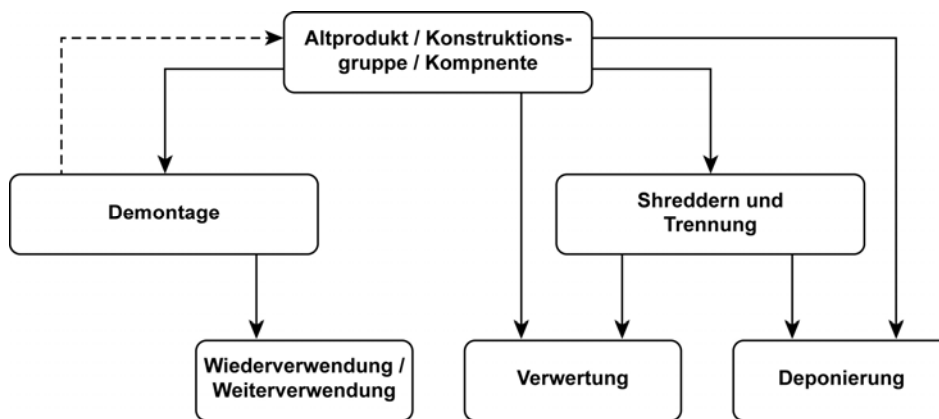 Altprodukt / Konstruktions-
gruppe / Kompnente
Demontage
Shreddern und
Trennung
Wiederverwendung /
Weiterverwendung
Verwertung
Deponierung